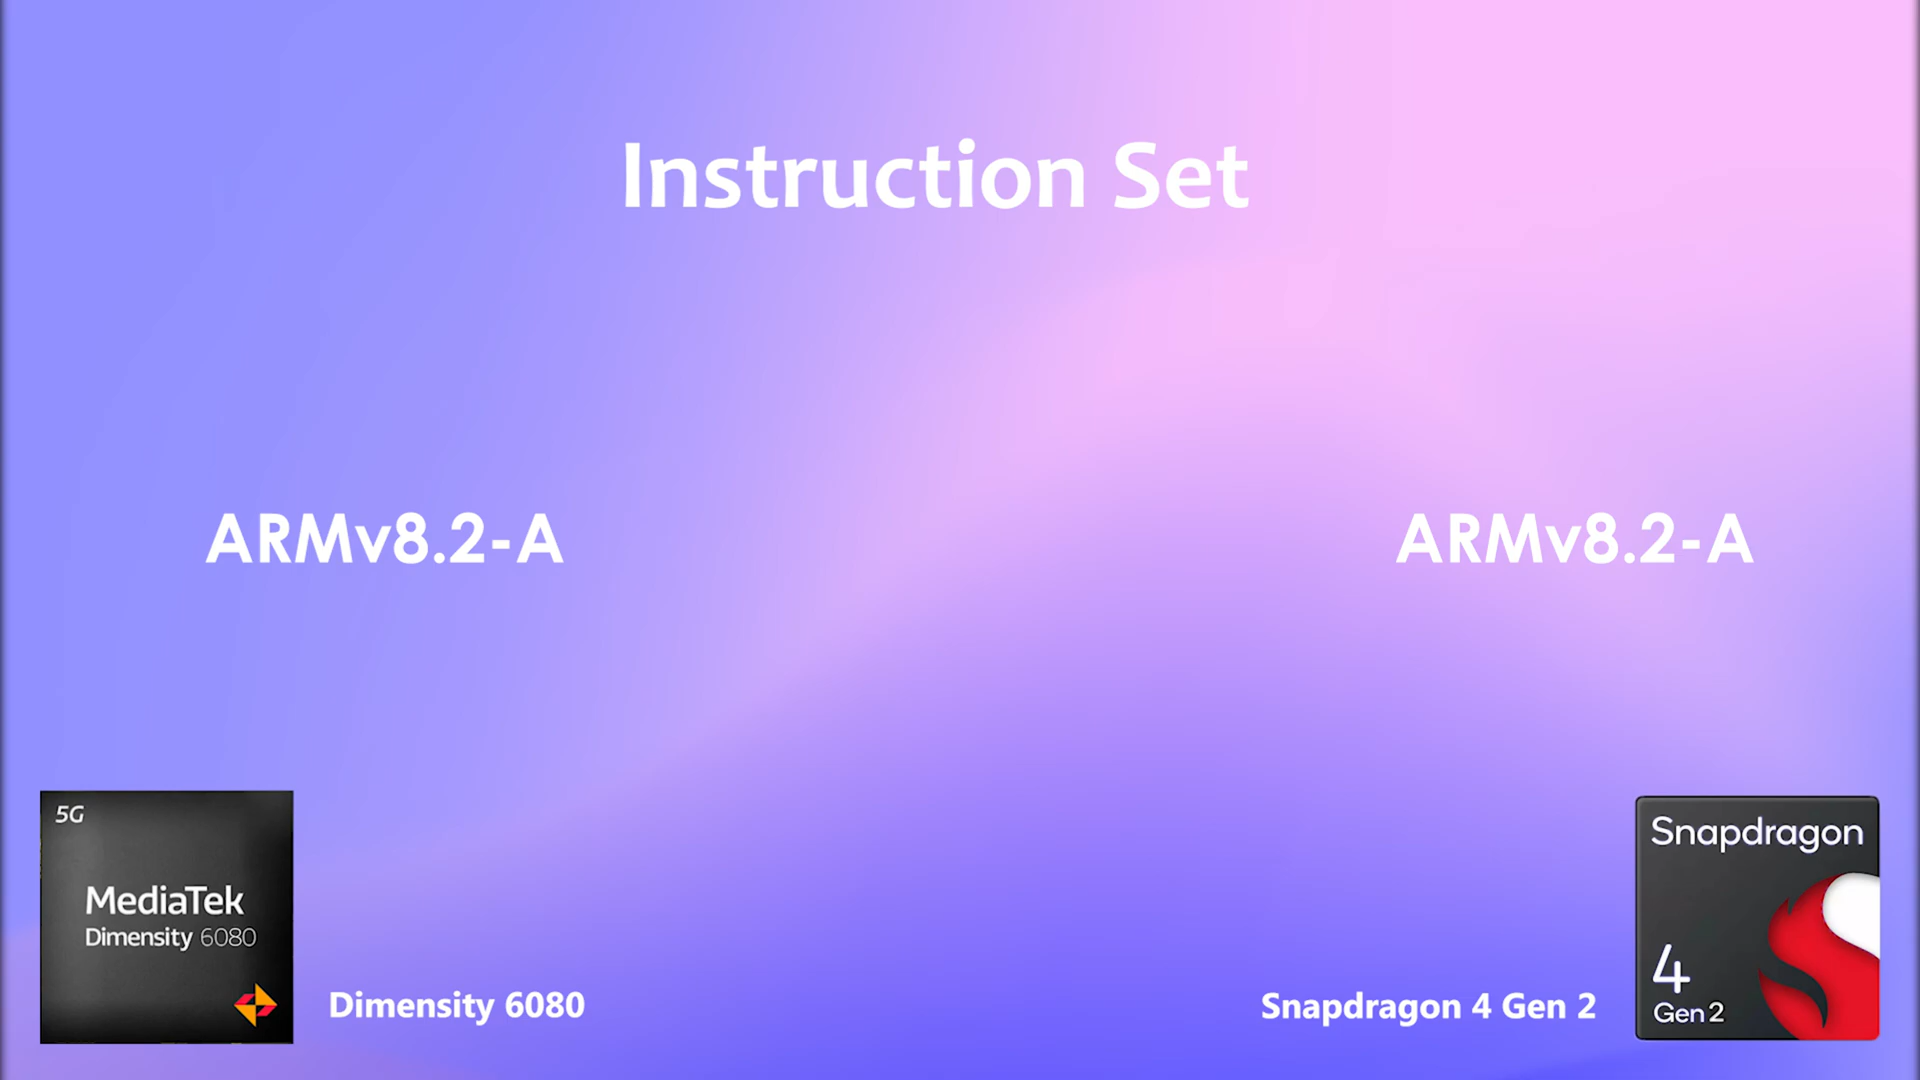 Instruction Set
ARMv8.2-A
ARMv8.2-A
5G
MediaTek
Dimensity 6080
Dimensity 6080
Snapdragon 4 Gen 2
Snapdragon
4
Gen 2